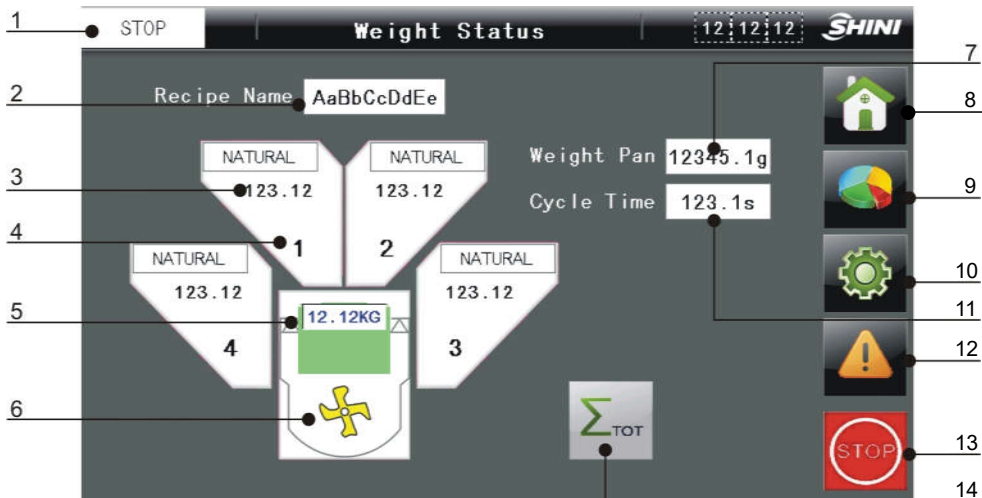 1 STOP Weight Status 12 12 12 SHINI
7
2 Recipe Name AaBbCcDdEe
8
NATURAL NATURAL Weight Pan 12345.1g
3 123.12 123.12
9
Cycle Time 123.1s
4 1 2
NATURAL NATURAL
10
123.12 123.12
5 12.12KG
11
4 3
12
6
Σ TOT
STOP 13
14